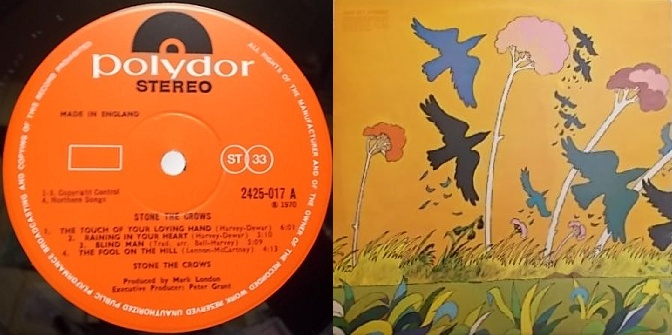 polydor
STEREO
MADE IN ENGLAND
ST 33
1-3. Copyright Control
4. Northern Songs
2425-017 A
℗ 1970
STONE THE CROWS
1. THE TOUCH OF YOUR LOVING HAND (Harvey-Dewar) 6:01
2. RAINING IN YOUR HEART (Harvey-Dewar) 5:10
3. BLIND MAN (Trad. arr. Bell-Harvey) 5:09
4. THE FOOL ON THE HILL (Lennon-McCartney) 4:13
STONE THE CROWS
Produced by Mark London
Executive Producer: Peter Grant
ALL RIGHTS OF THE MANUFACTURER AND OF THE OWNER OF THE RECORDED WORK RESERVED UNAUTHORIZED PUBLIC PERFORMANCE BROADCASTING AND COPYING OF THIS RECORD PROHIBITED